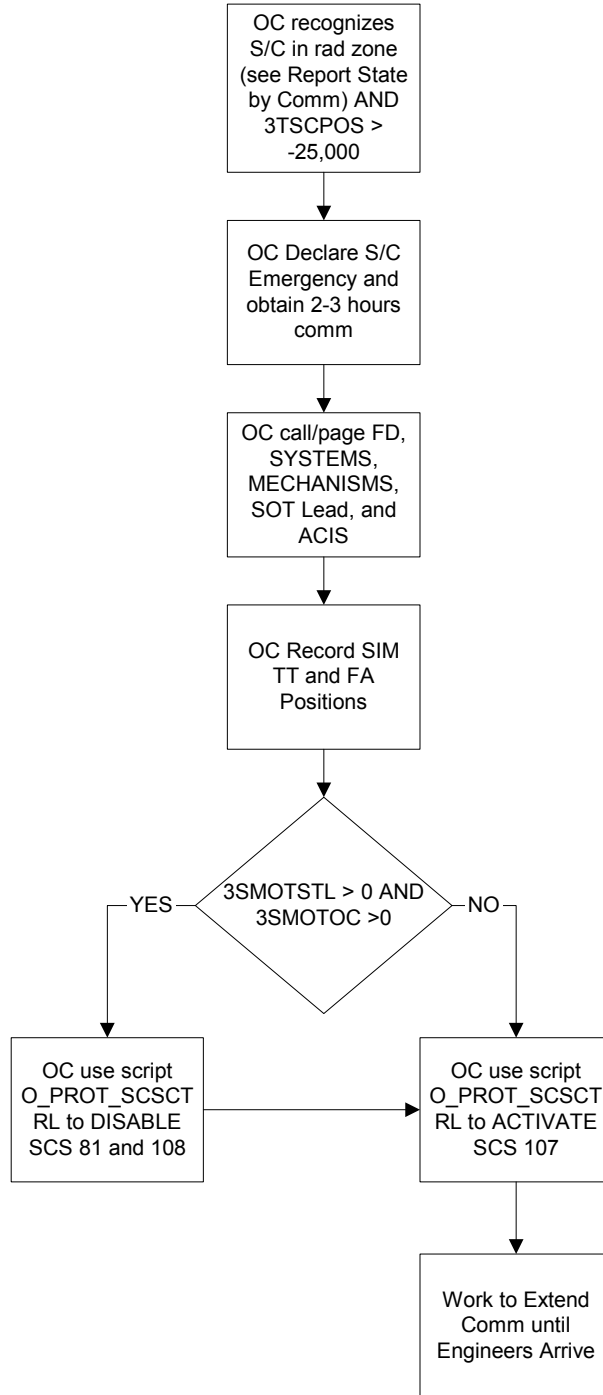 OC recognizes
S/C in rad zone
(see Report State
by Comm) AND
3TSCPOS >
-25,000
OC Declare S/C
Emergency and
obtain 2-3 hours
comm
OC call/page FD,
SYSTEMS,
MECHANISMS,
SOT Lead, and
ACIS
OC Record SIM
TT and FA
Positions
3SMOTSTL > 0 AND
3SMOTOC >0
YES
NO
OC use script
O_PROT_SCSCT
RL to DISABLE
SCS 81 and 108
OC use script
O_PROT_SCSCT
RL to ACTIVATE
SCS 107
Work to Extend
Comm until
Engineers Arrive